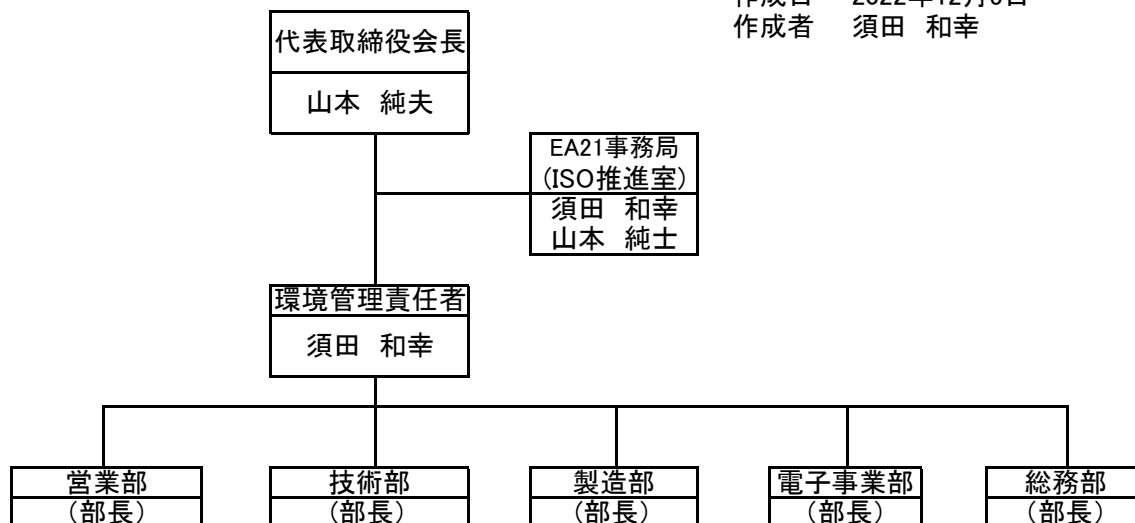 作成者 須田 和幸
代表取締役会長
山本 純夫
EA21事務局
(ISO推進室)
須田 和幸
山本 純士
環境管理責任者
須田 和幸
営業部 技術部 製造部 電子事業部 総務部
(部長) (部長) (部長) (部長) (部長)